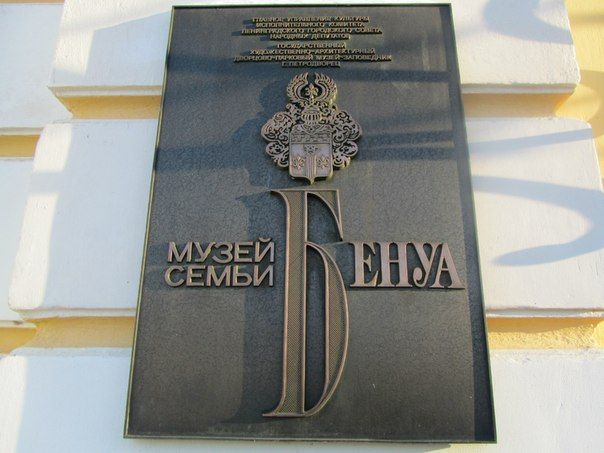 ГЛАВНОЕ УПРАВЛЕНИЕ КУЛЬТУРЫ
ИСПОЛНИТЕЛЬНОГО КОМИТЕТА
ЛЕНИНГРАДСКОГО ГОРОДСКОГО СОВЕТА
НАРОДНЫХ ДЕПУТАТОВ
ГОСУДАРСТВЕННЫЙ
ХУДОЖЕСТВЕННО-АРХИТЕКТУРНЫЙ
ДВОРЦОВО-ПАРКОВЫЙ МУЗЕЙ-ЗАПОВЕДНИК
Г. ПЕТРОДВОРЕЦ
МУЗЕЙ
СЕМЬИ
БЕНУА